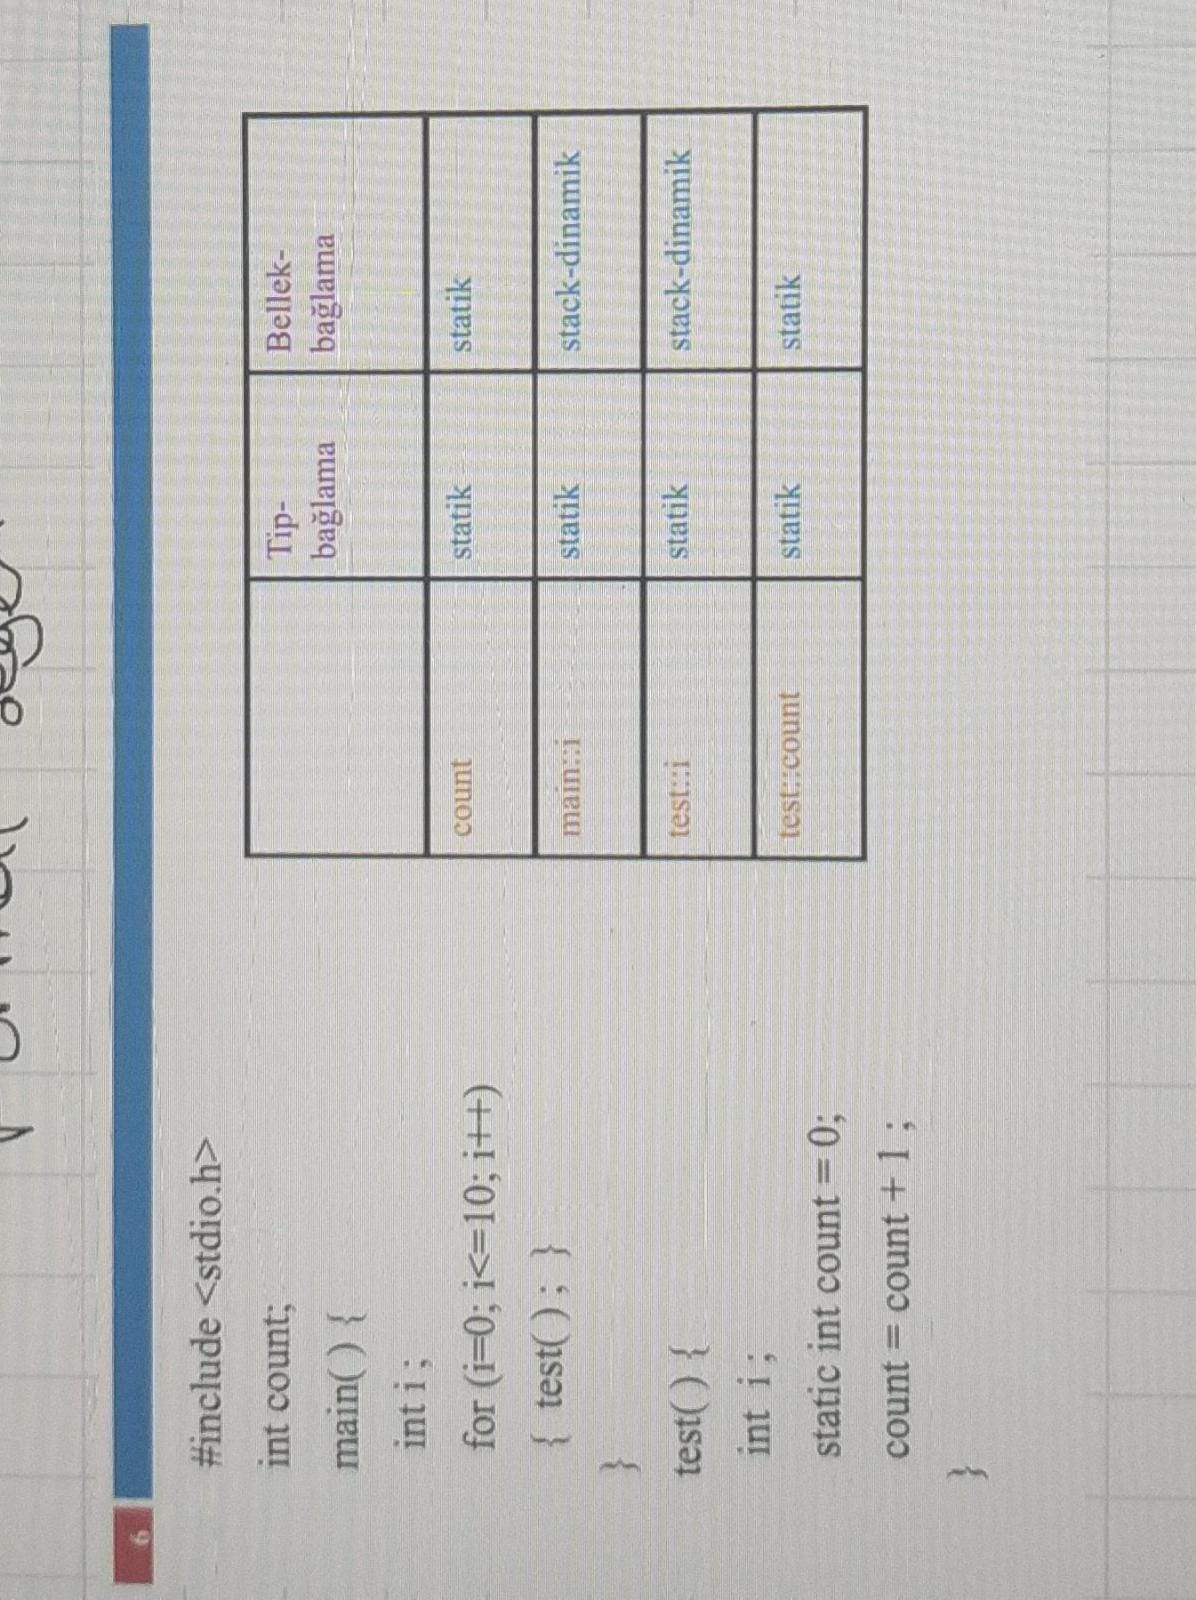 6
#include <stdio.h>
int count;
main( ) {
int i ;
for (i=0; i<=10; i++)
{ test( ) ; }
}
test( ) {
int i ;
static int count = 0;
count = count + 1 ;
}
Tip-
bağlama
Bellek-
bağlama
count statik statik
main::i statik stack-dinamik
test::i statik stack-dinamik
test::count statik statik